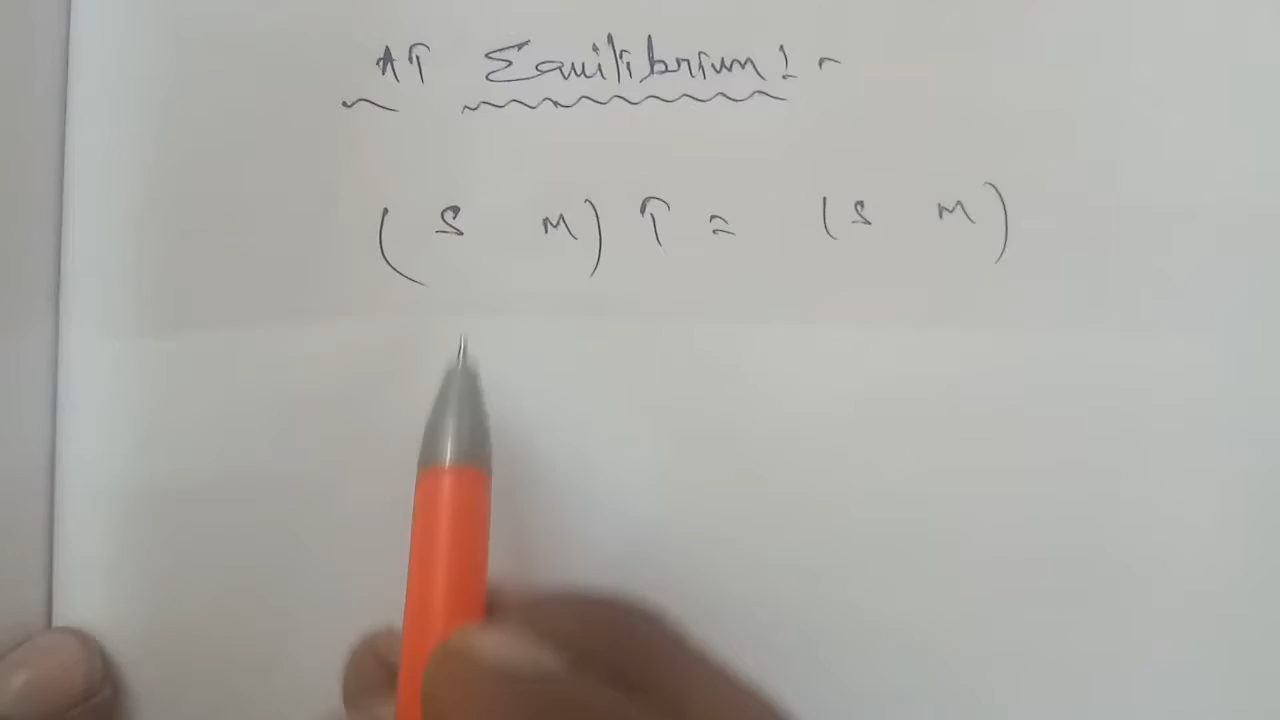 AT Equilibrium: -
( S M ) T = ( S M )